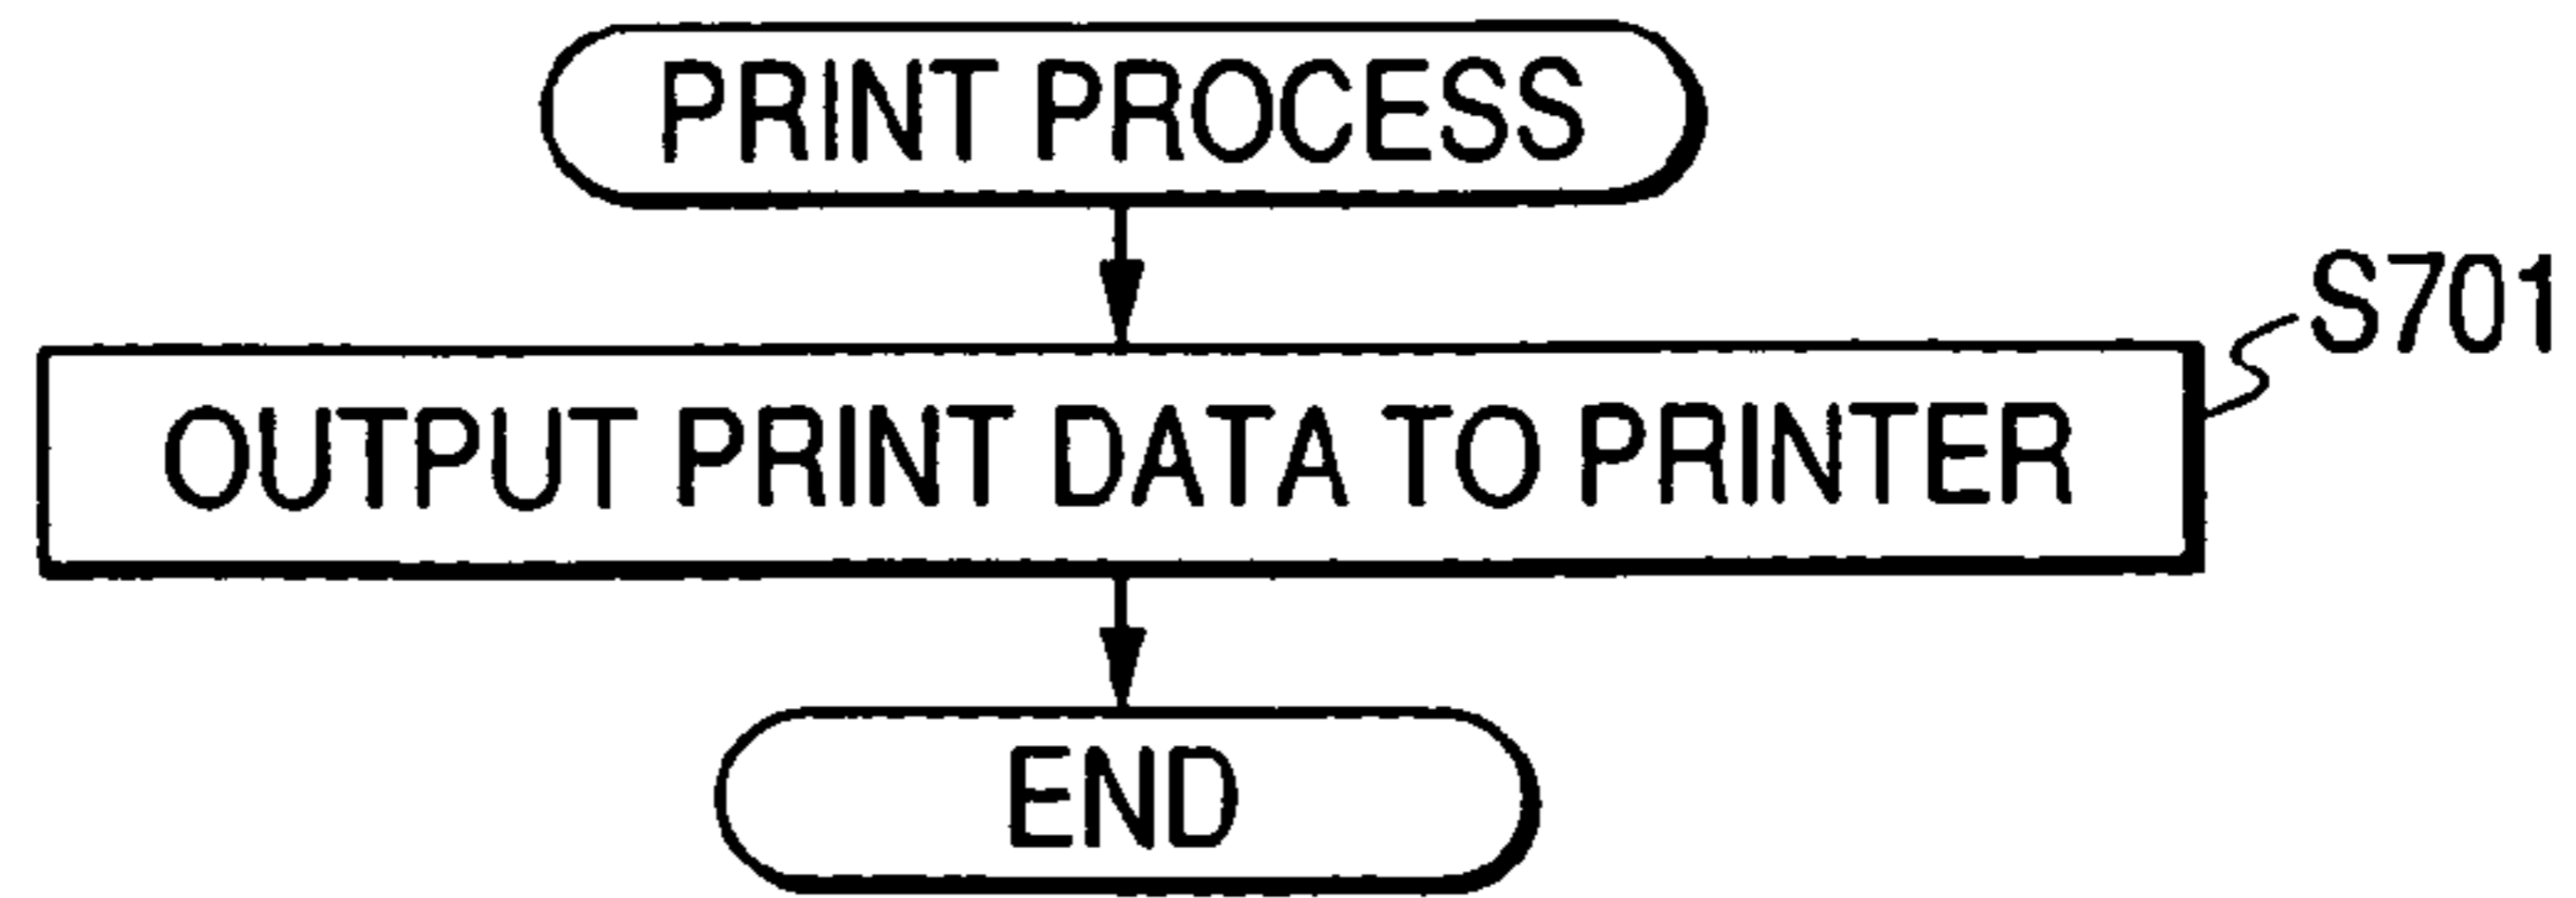 PRINT PROCESS
S701
OUTPUT PRINT DATA TO PRINTER
END